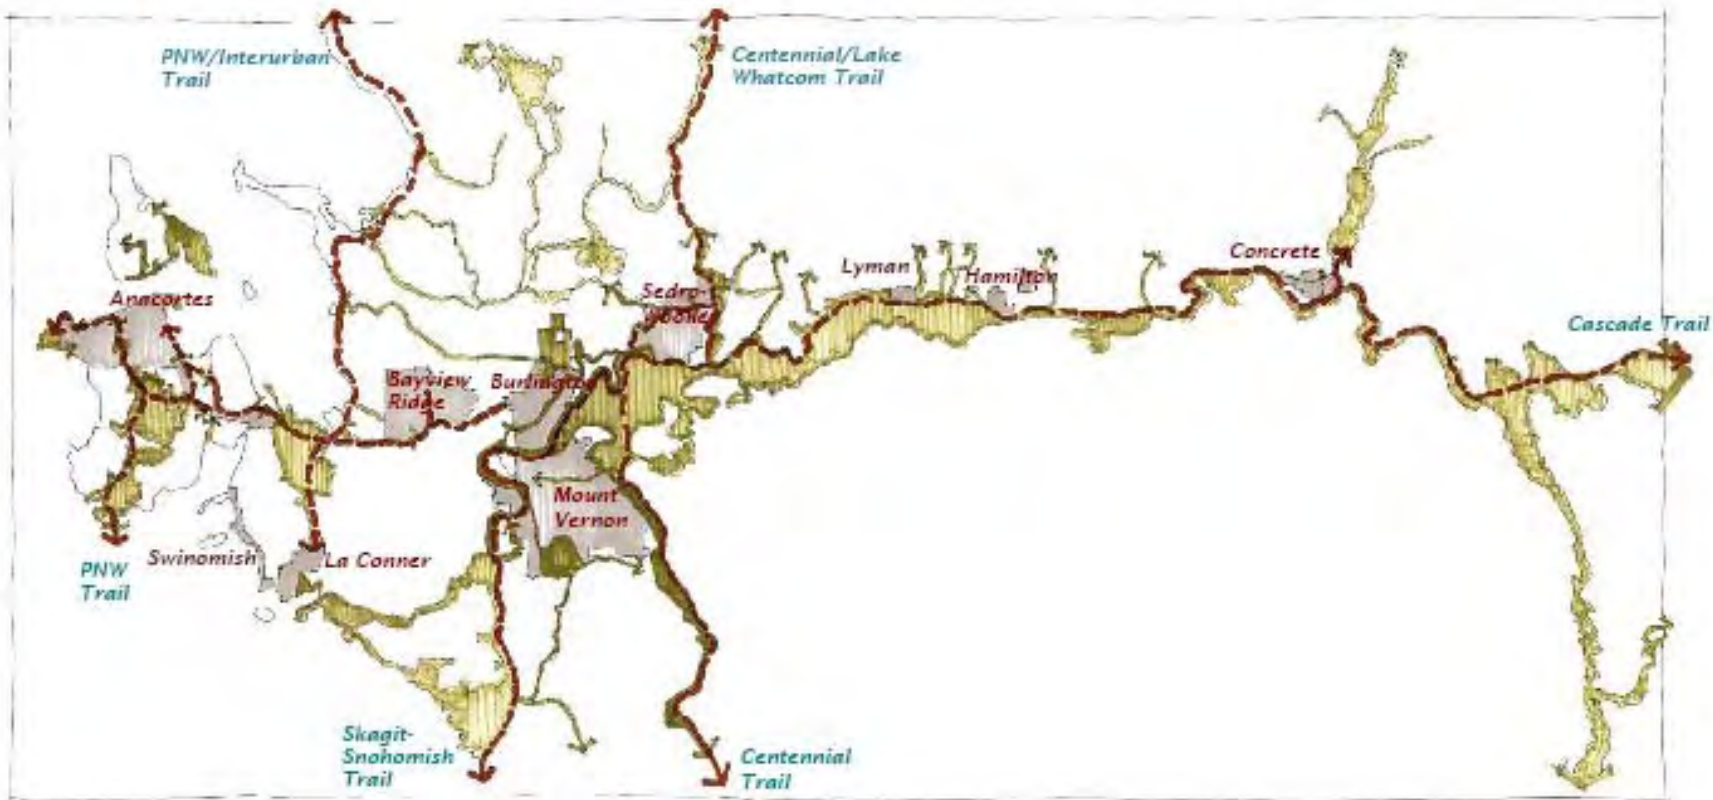 PNW/Interurban
Trail
Centennial/Lake
Whatcom Trail
Anacortes
Sedro-
Woolley
Lyman
Hamilton
Concrete
Cascade Trail
Bayview
Ridge
Burlington
Mount
Vernon
PNW
Trail
Swinomish
La Conner
Skagit-
Snohomish
Trail
Centennial
Trail